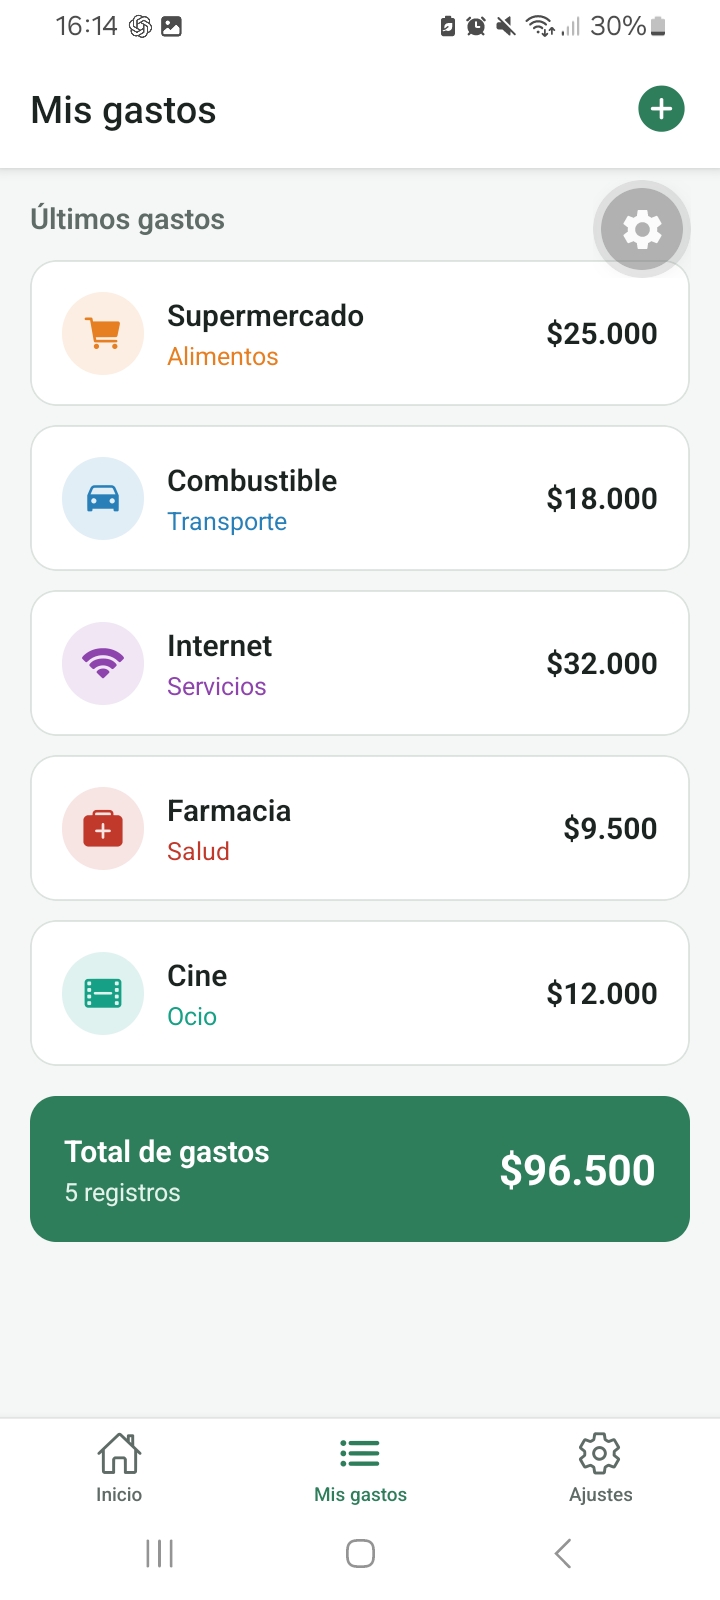 16:14
30%
Mis gastos
Últimos gastos
Supermercado
Alimentos
$25.000
Combustible
Transporte
$18.000
Internet
Servicios
$32.000
Farmacia
Salud
$9.500
Cine
Ocio
$12.000
Total de gastos
5 registros
$96.500
Inicio
Mis gastos
Ajustes